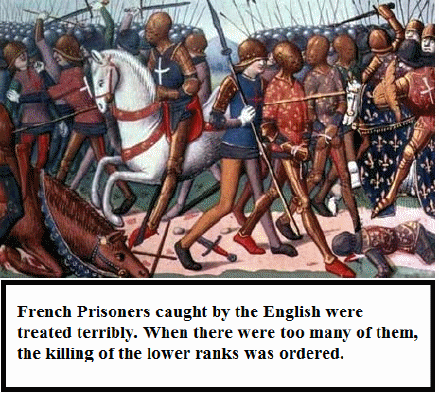 French Prisoners caught by the English were
treated terribly. When there were too many of them,
the killing of the lower ranks was ordered.